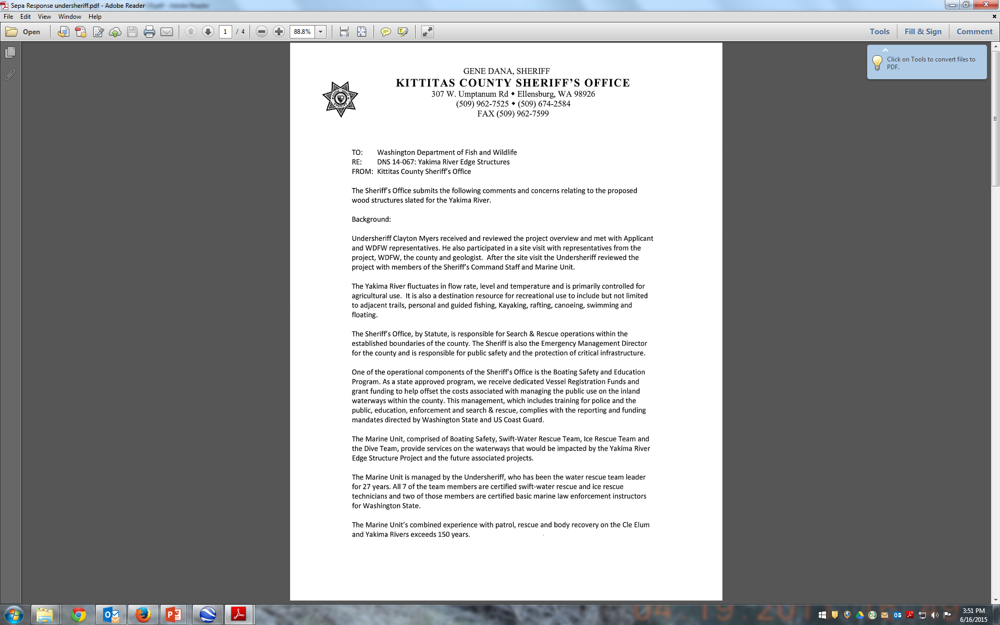 Sepa Response undersheriff.pdf - Adobe Reader
File Edit View Window Help
Open 1 / 4 88.8% Tools Fill & Sign Comment
Click on Tools to convert files to
PDF.
GENE DANA, SHERIFF
KITTITAS COUNTY SHERIFF'S OFFICE
307 W. Umptanum Rd ♦ Ellensburg, WA 98926
(509) 962-7525 ♦ (509) 674-2584
FAX (509) 962-7599
TO: Washington Department of Fish and Wildlife
RE: DNS 14-067: Yakima River Edge Structures
FROM: Kittitas County Sheriff's Office
The Sheriff's Office submits the following comments and concerns relating to the proposed
wood structures slated for the Yakima River.
Background:
Undersheriff Clayton Myers received and reviewed the project overview and met with Applicant
and WDFW representatives. He also participated in a site visit with representatives from the
project, WDFW, the county and geologist. After the site visit the Undersheriff reviewed the
project with members of the Sheriff's Command Staff and Marine Unit.
The Yakima River fluctuates in flow rate, level and temperature and is primarily controlled for
agricultural use. It is also a destination resource for recreational use to include but not limited
to adjacent trails, personal and guided fishing, Kayaking, rafting, canoeing, swimming and
floating.
The Sheriff's Office, by Statute, is responsible for Search & Rescue operations within the
established boundaries of the county. The Sheriff is also the Emergency Management Director
for the county and is responsible for public safety and the protection of critical infrastructure.
One of the operational components of the Sheriff's Office is the Boating Safety and Education
Program. As a state approved program, we receive dedicated Vessel Registration Funds and
grant funding to help offset the costs associated with managing the public use on the inland
waterways within the county. This management, which includes training for police and the
public, education, enforcement and search & rescue, complies with the reporting and funding
mandates directed by Washington State and US Coast Guard.
The Marine Unit, comprised of Boating Safety, Swift-Water Rescue Team, Ice Rescue Team and
the Dive Team, provide services on the waterways that would be impacted by the Yakima River
Edge Structure Project and the future associated projects.
The Marine Unit is managed by the Undersheriff, who has been the water rescue team leader
for 27 years. All 7 of the team members are certified swift-water rescue and ice rescue
technicians and two of those members are certified basic marine law enforcement instructors
for Washington State.
The Marine Unit's combined experience with patrol, rescue and body recovery on the Cle Elum
and Yakima Rivers exceeds 150 years.
3:51 PM
6/16/2015